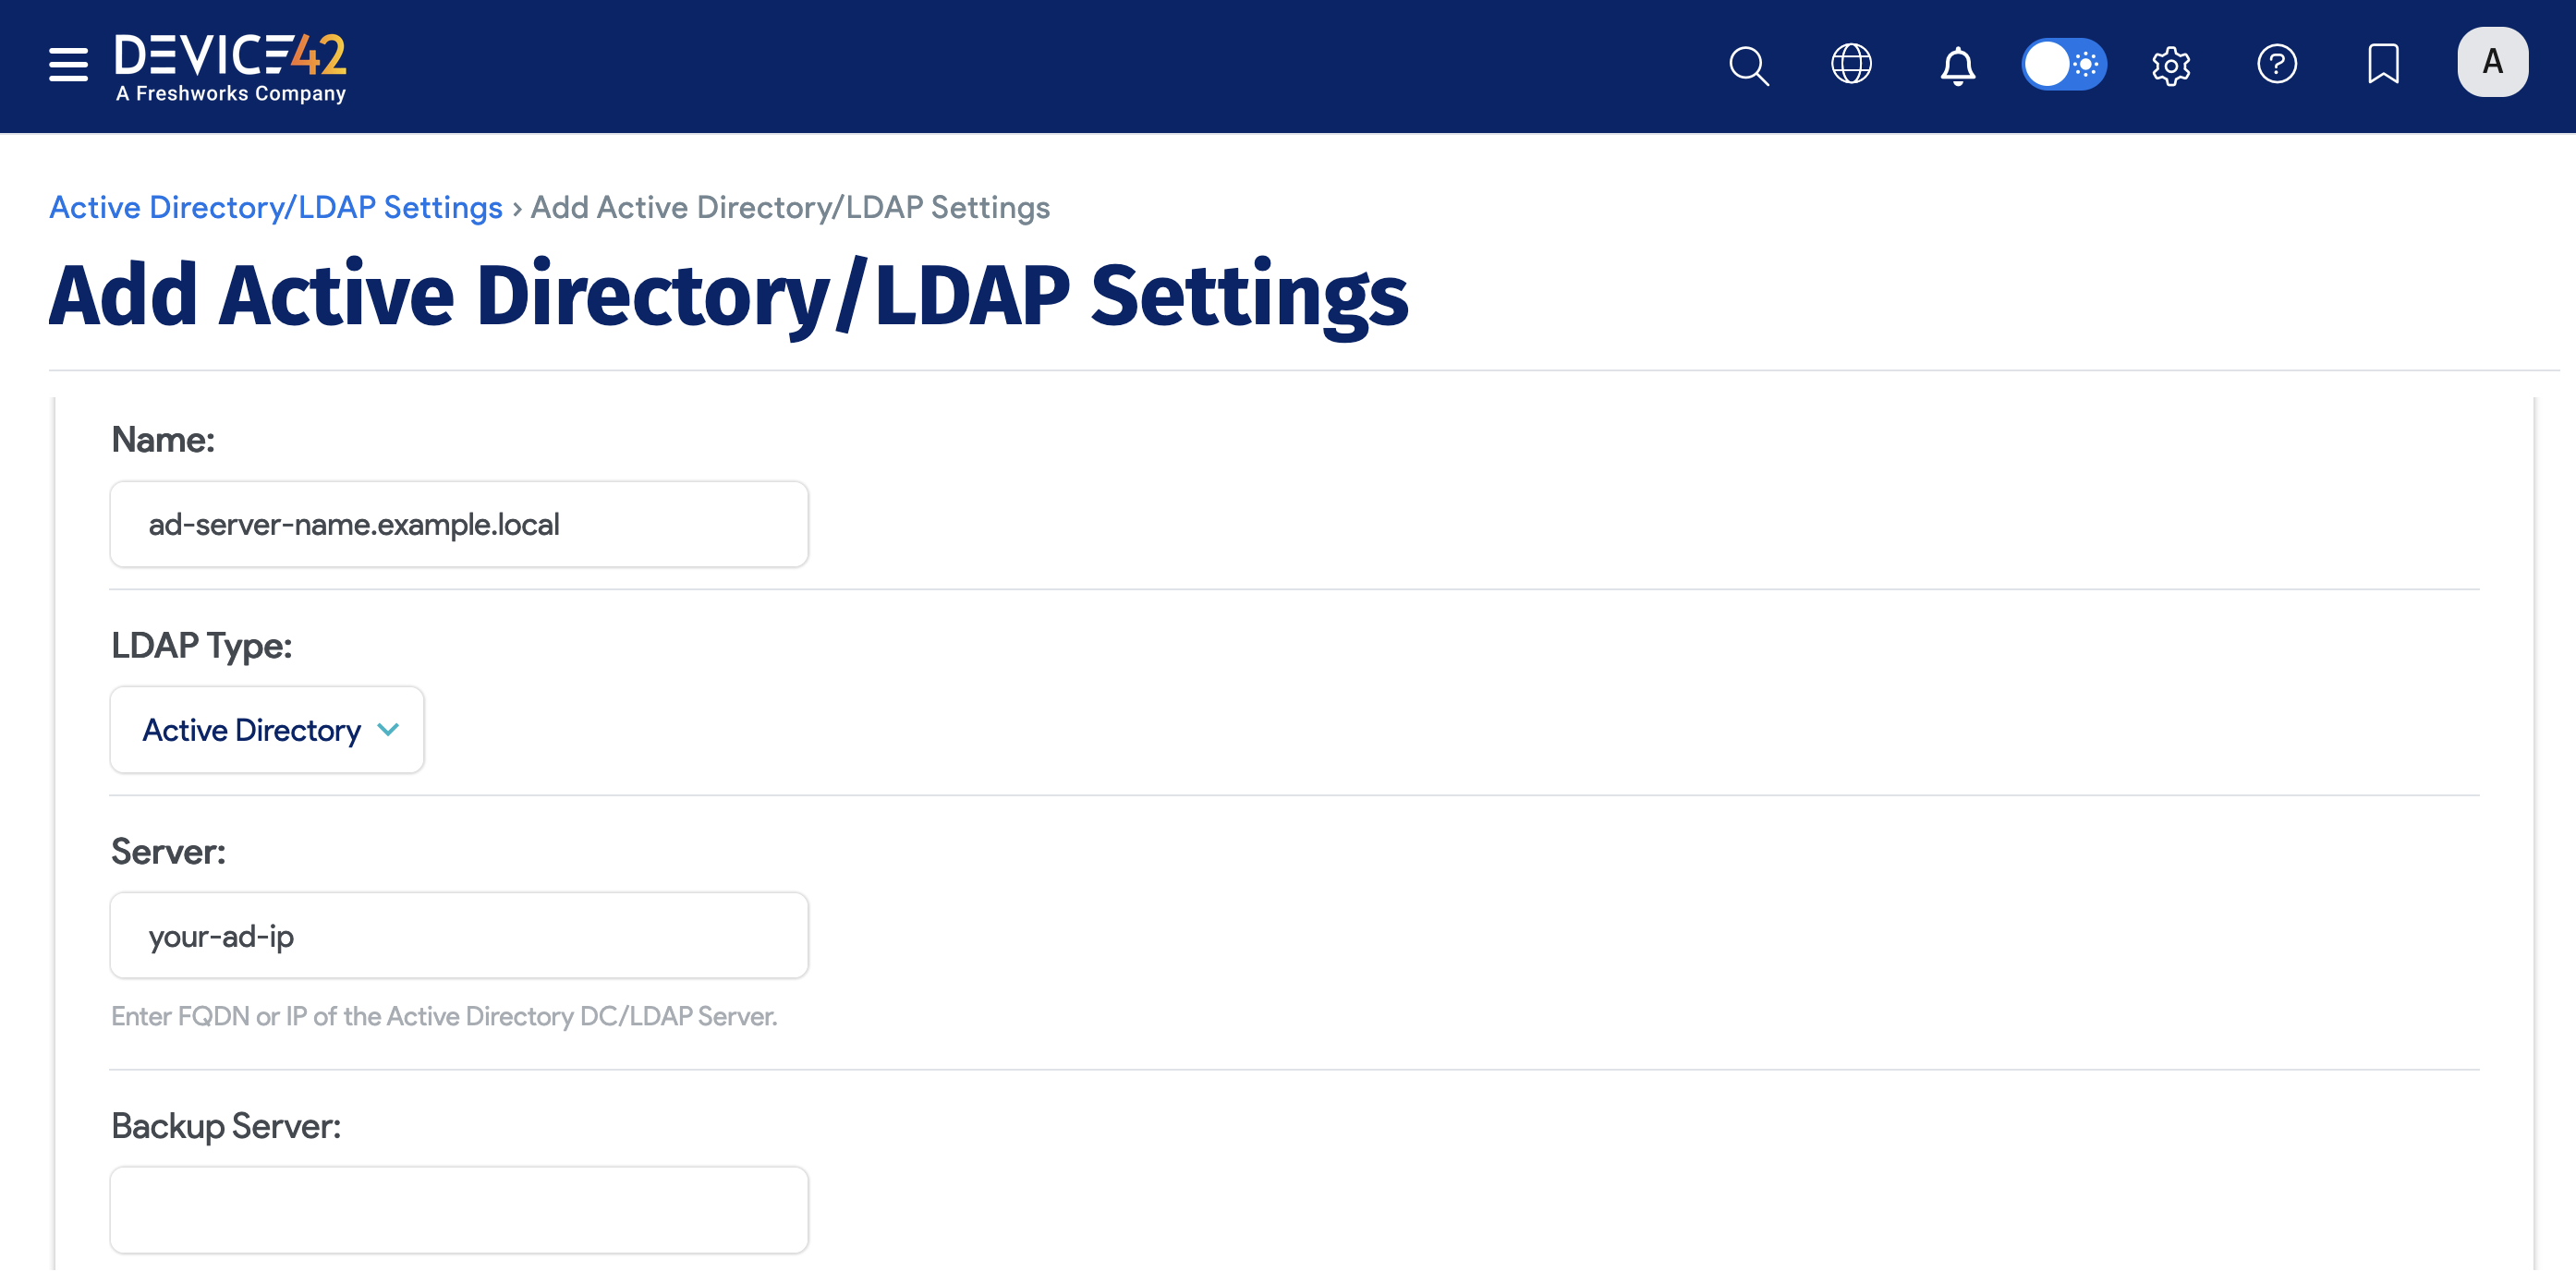 DEVICE42
A Freshworks Company
A
Active Directory/LDAP Settings › Add Active Directory/LDAP Settings
Add Active Directory/LDAP Settings
Name:
ad-server-name.example.local
LDAP Type:
Active Directory
Server:
your-ad-ip
Enter FQDN or IP of the Active Directory DC/LDAP Server.
Backup Server: